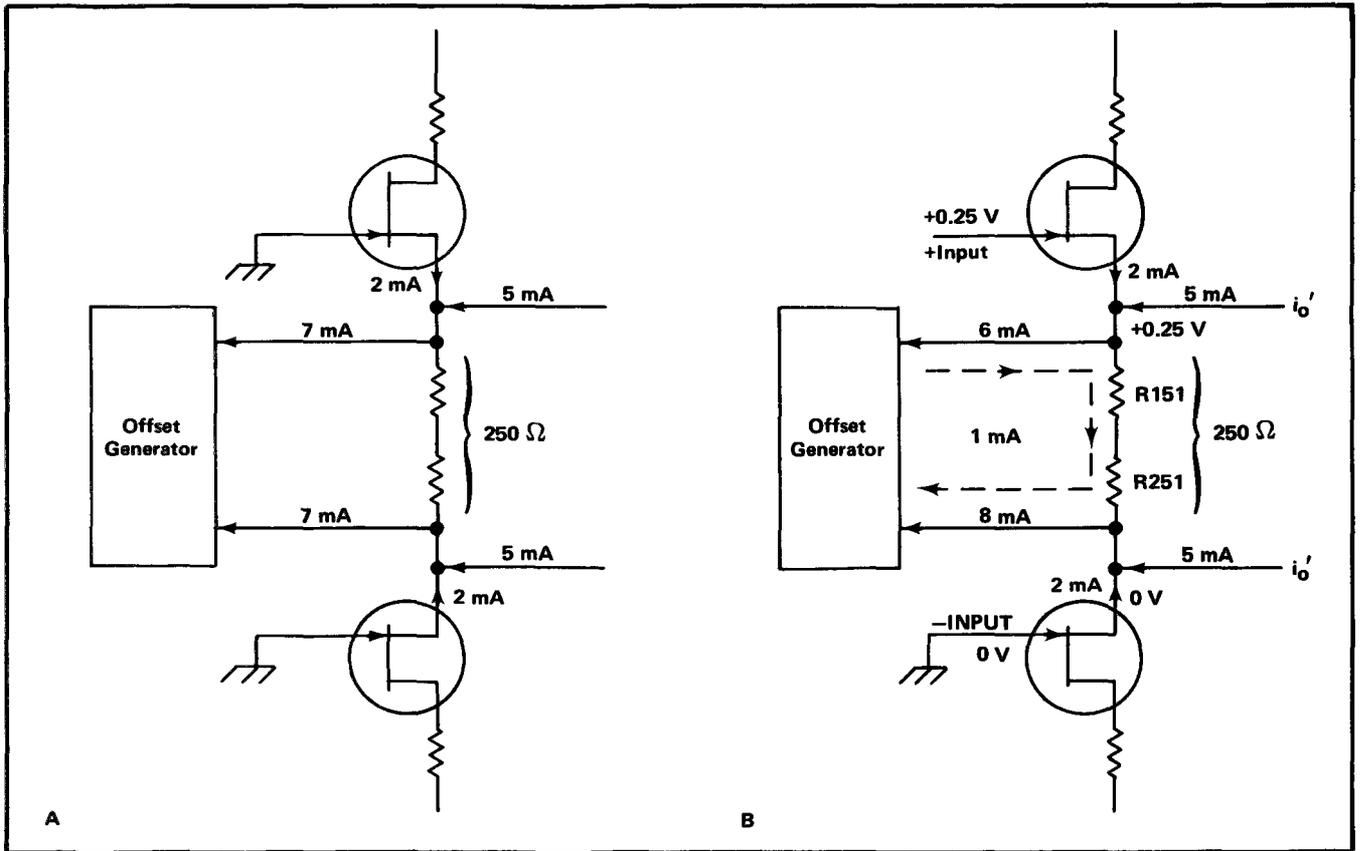 2 mA
5 mA
7 mA
Offset
Generator
250 Ω
7 mA
5 mA
2 mA
A
+0.25 V
+Input
2 mA
5 mA
io'
+0.25 V
6 mA
R151
Offset
Generator
1 mA
250 Ω
R251
8 mA
5 mA
io'
2 mA
0 V
–INPUT
0 V
B